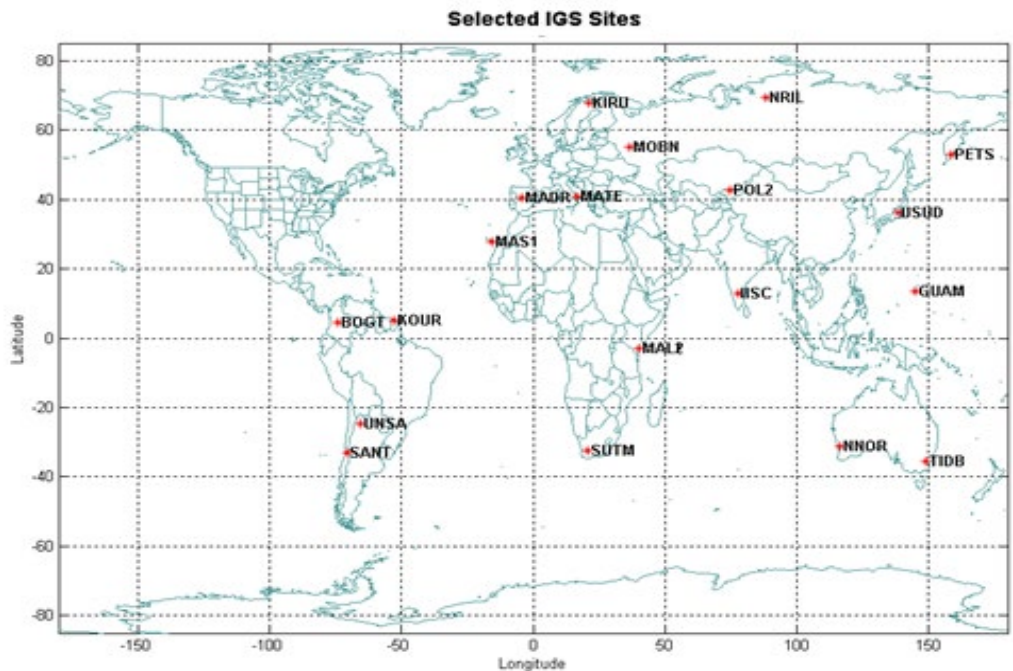 Selected IGS Sites
80
60
40
20
0
-20
-40
-60
-80
Latitude
KIRU
NRIL
MOBN
PETS
POL2
MADR
MATE
USUD
MAS1
IISC
GUAM
BOGT
KOUR
MAL2
UNSA
SANT
SUTM
NNOR
TIDB
-150
-100
-50
0
50
100
150
Longitude